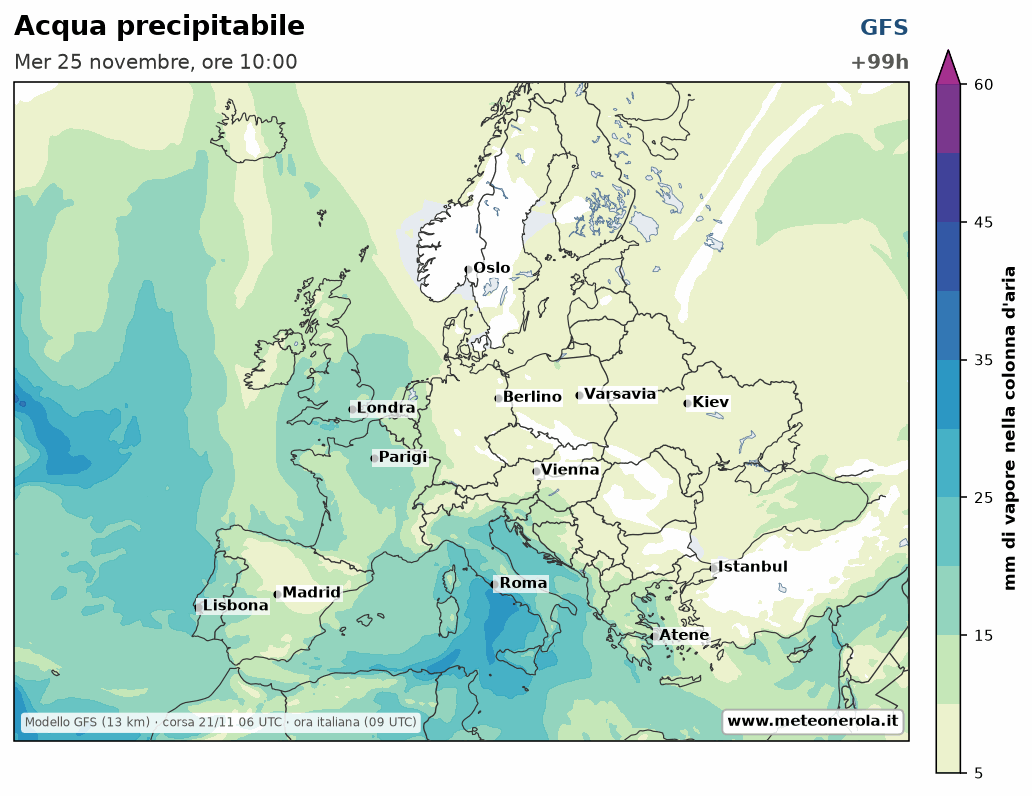 Acqua precipitabile
GFS
Mer 25 novembre, ore 10:00
+99h
60
45
35
25
15
5
mm di vapore nella colonna d'aria
Oslo
Berlino
Varsavia
Londra
Kiev
Parigi
Vienna
Istanbul
Roma
Madrid
Lisbona
Atene
Modello GFS (13 km) · corsa 21/11 06 UTC · ora italiana (09 UTC)
www.meteonerola.it